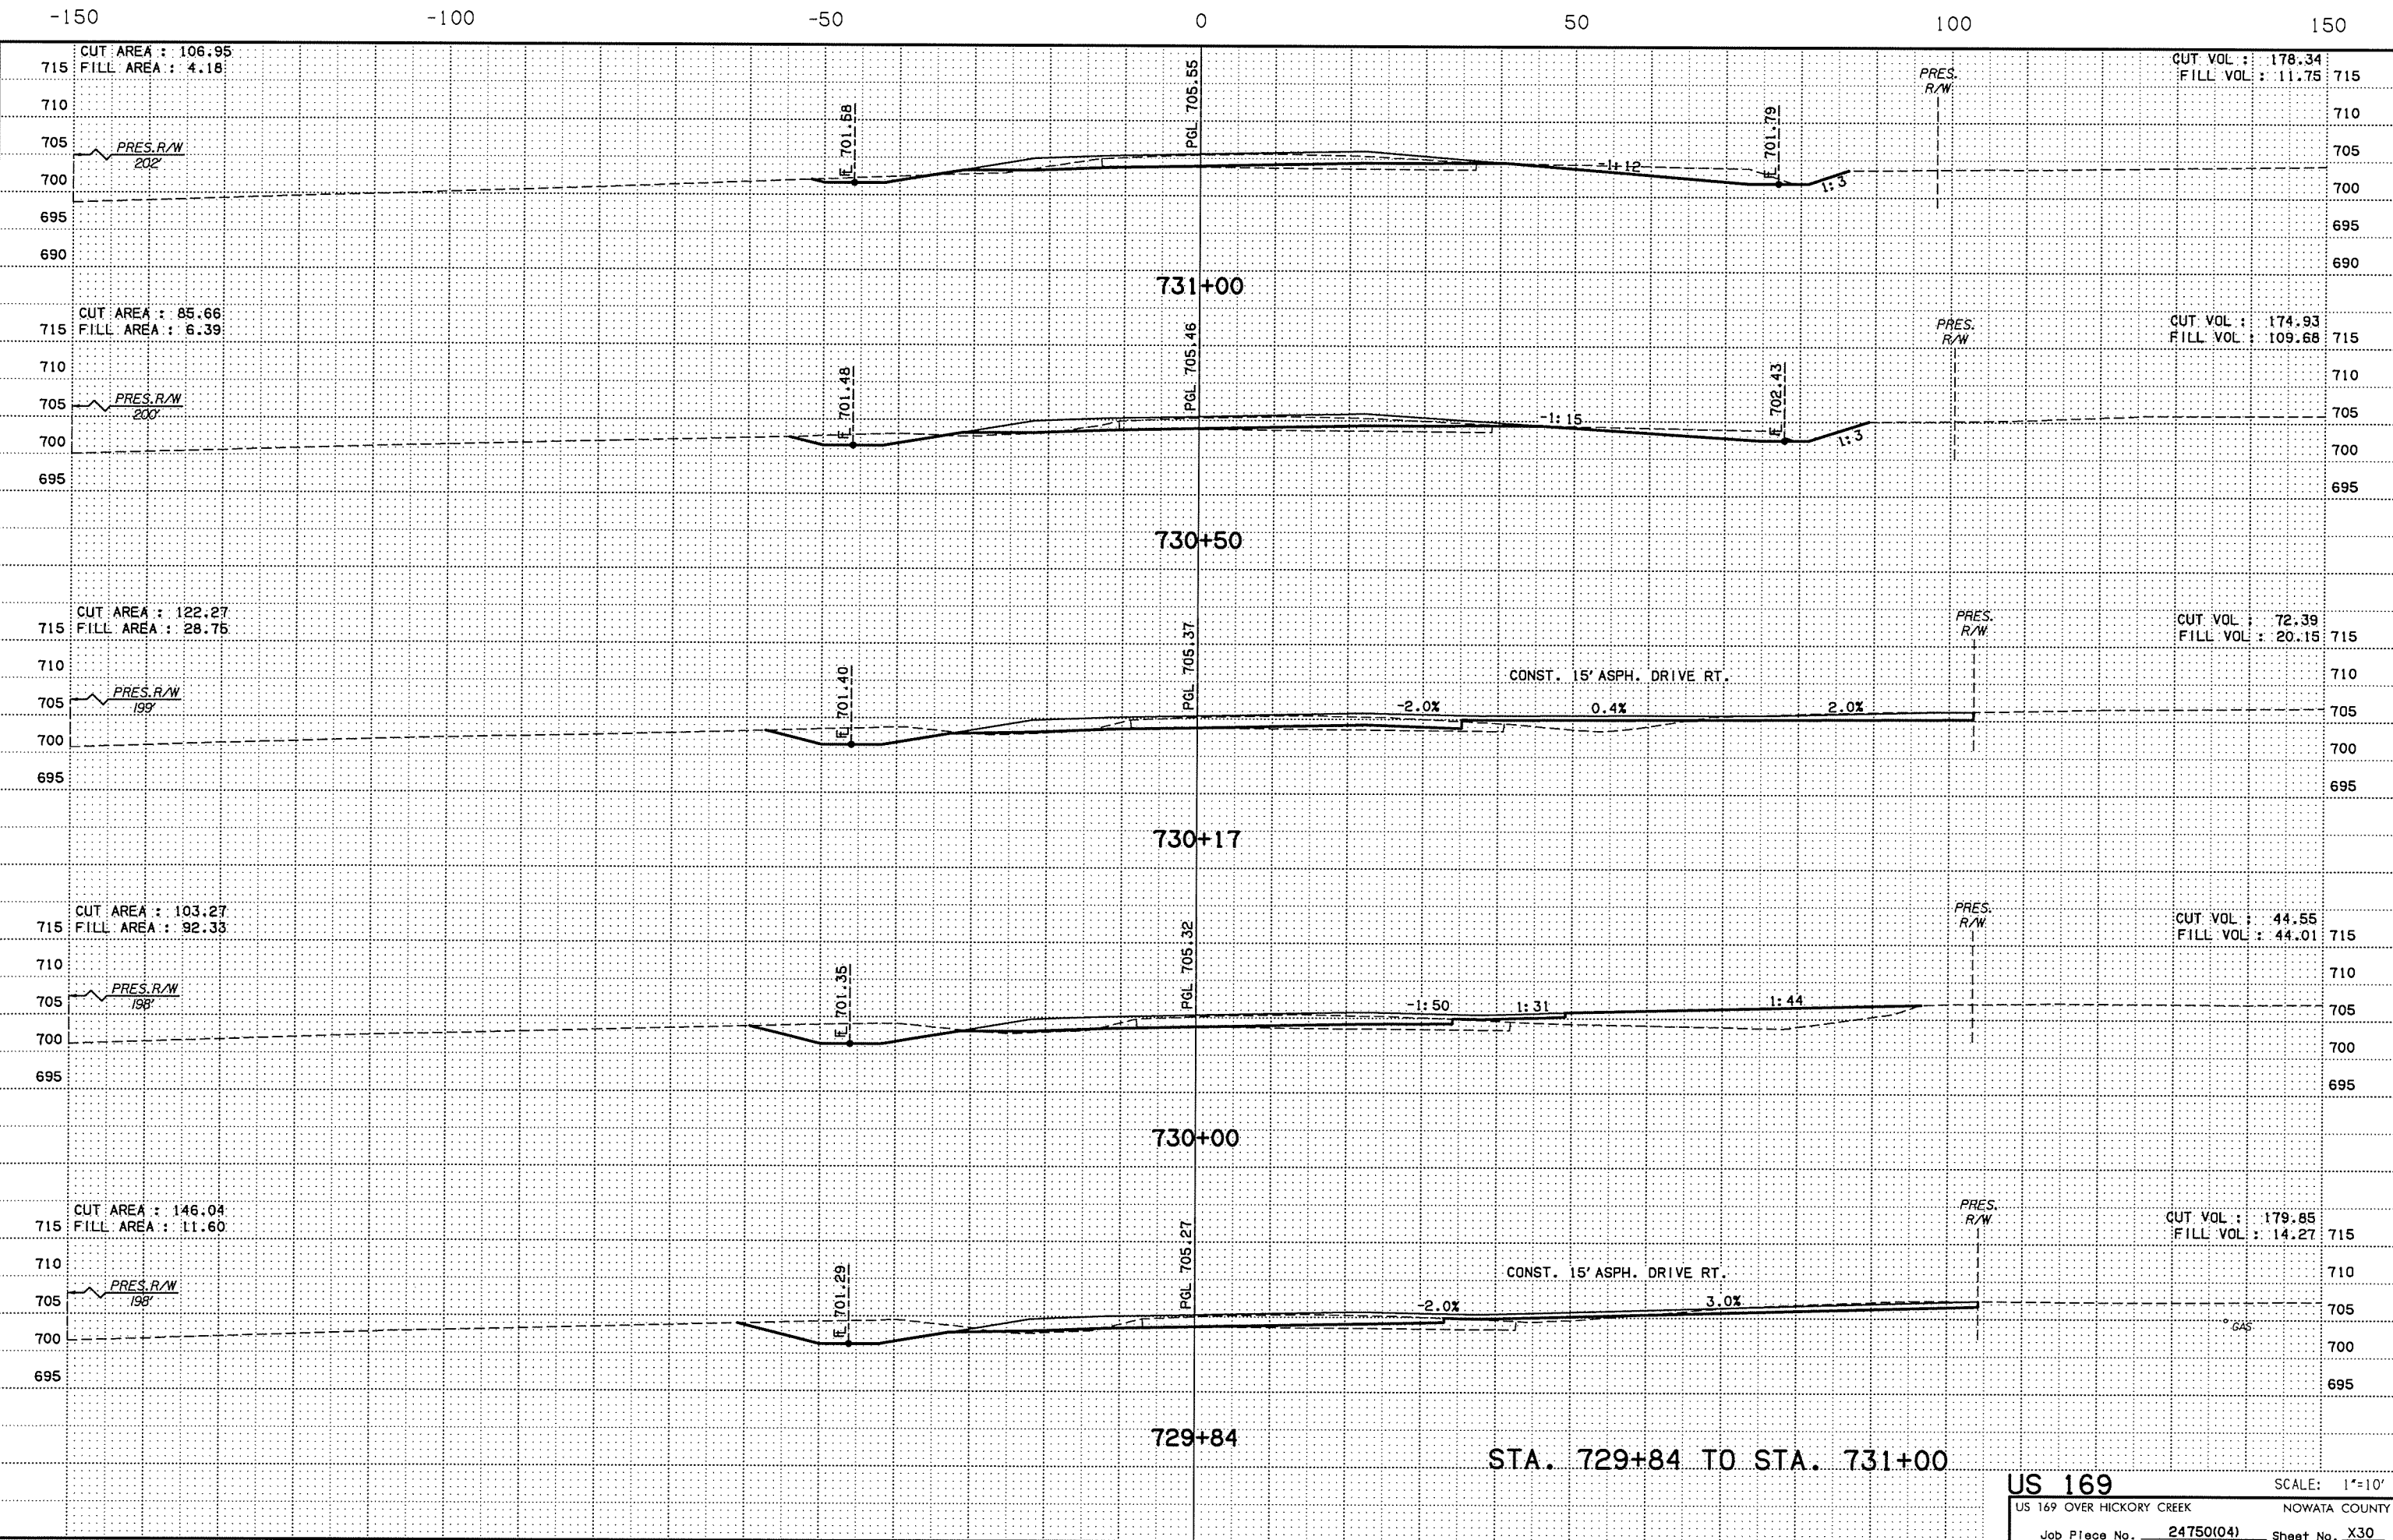 -150 -100 -50 0 50 100 150
CUT AREA : 106.95
715 FILL AREA : 4.18
CUT VOL : 178.34
FILL VOL : 11.75 715
PGL 705.55
PRES.
R/W
710 710
705 PRES.R/W 705
202'
FL 701.58
FL 701.79
-1:12
1:3
700 700
695 695
690 690
731+00
CUT AREA : 85.66
715 FILL AREA : 6.39
CUT VOL : 174.93
FILL VOL : 109.68 715
PGL 705.46
PRES.
R/W
710 710
705 PRES.R/W 705
200'
FL 701.48
FL 702.43
-1:15
1:3
700 700
695 695
730+50
CUT AREA : 122.27
715 FILL AREA : 28.75
CUT VOL : 72.39
FILL VOL : 20.15 715
PGL 705.37
PRES.
R/W
710 CONST. 15' ASPH. DRIVE RT. 710
705 PRES.R/W 705
199'
FL 701.40
-2.0% 0.4% 2.0%
700 700
695 695
730+17
CUT AREA : 103.27
715 FILL AREA : 92.33
CUT VOL : 44.55
FILL VOL : 44.01 715
PGL 705.32
PRES.
R/W
710 710
705 PRES.R/W 705
198'
FL 701.35
-1:50 1:31 1:44
700 700
695 695
730+00
CUT AREA : 146.04
715 FILL AREA : 11.60
CUT VOL : 179.85
FILL VOL : 14.27 715
PGL 705.27
PRES.
R/W
710 CONST. 15' ASPH. DRIVE RT. 710
705 PRES.R/W 705
198'
FL 701.29
-2.0% 3.0%
GAS
700 700
695 695
729+84
STA. 729+84 TO STA. 731+00
US 169 SCALE: 1"=10'
US 169 OVER HICKORY CREEK NOWATA COUNTY
Job Piece No. 24750(04) Sheet No. X30